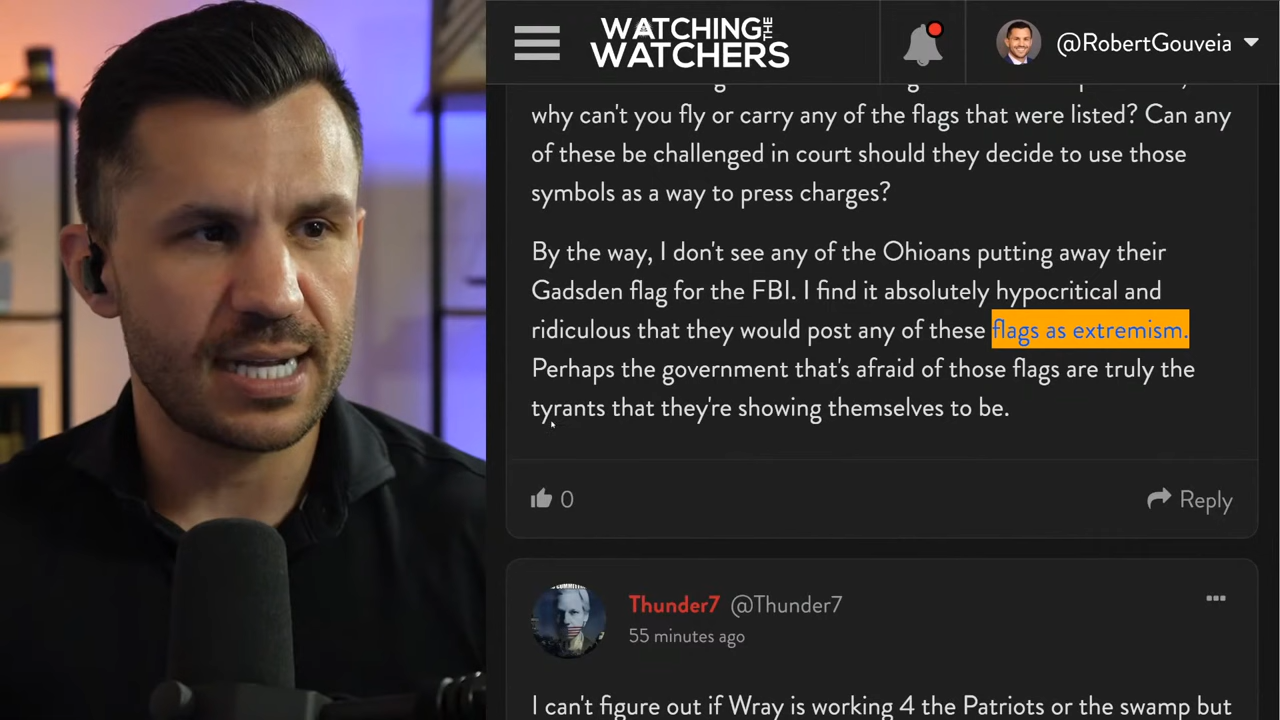 WATCHING THE
WATCHERS
@RobertGouveia
why can't you fly or carry any of the flags that were listed? Can any
of these be challenged in court should they decide to use those
symbols as a way to press charges?
By the way, I don't see any of the Ohioans putting away their
Gadsden flag for the FBI. I find it absolutely hypocritical and
ridiculous that they would post any of these flags as extremism.
Perhaps the government that's afraid of those flags are truly the
tyrants that they're showing themselves to be.
0
Reply
Thunder7 @Thunder7
55 minutes ago
I can't figure out if Wray is working 4 the Patriots or the swamp but